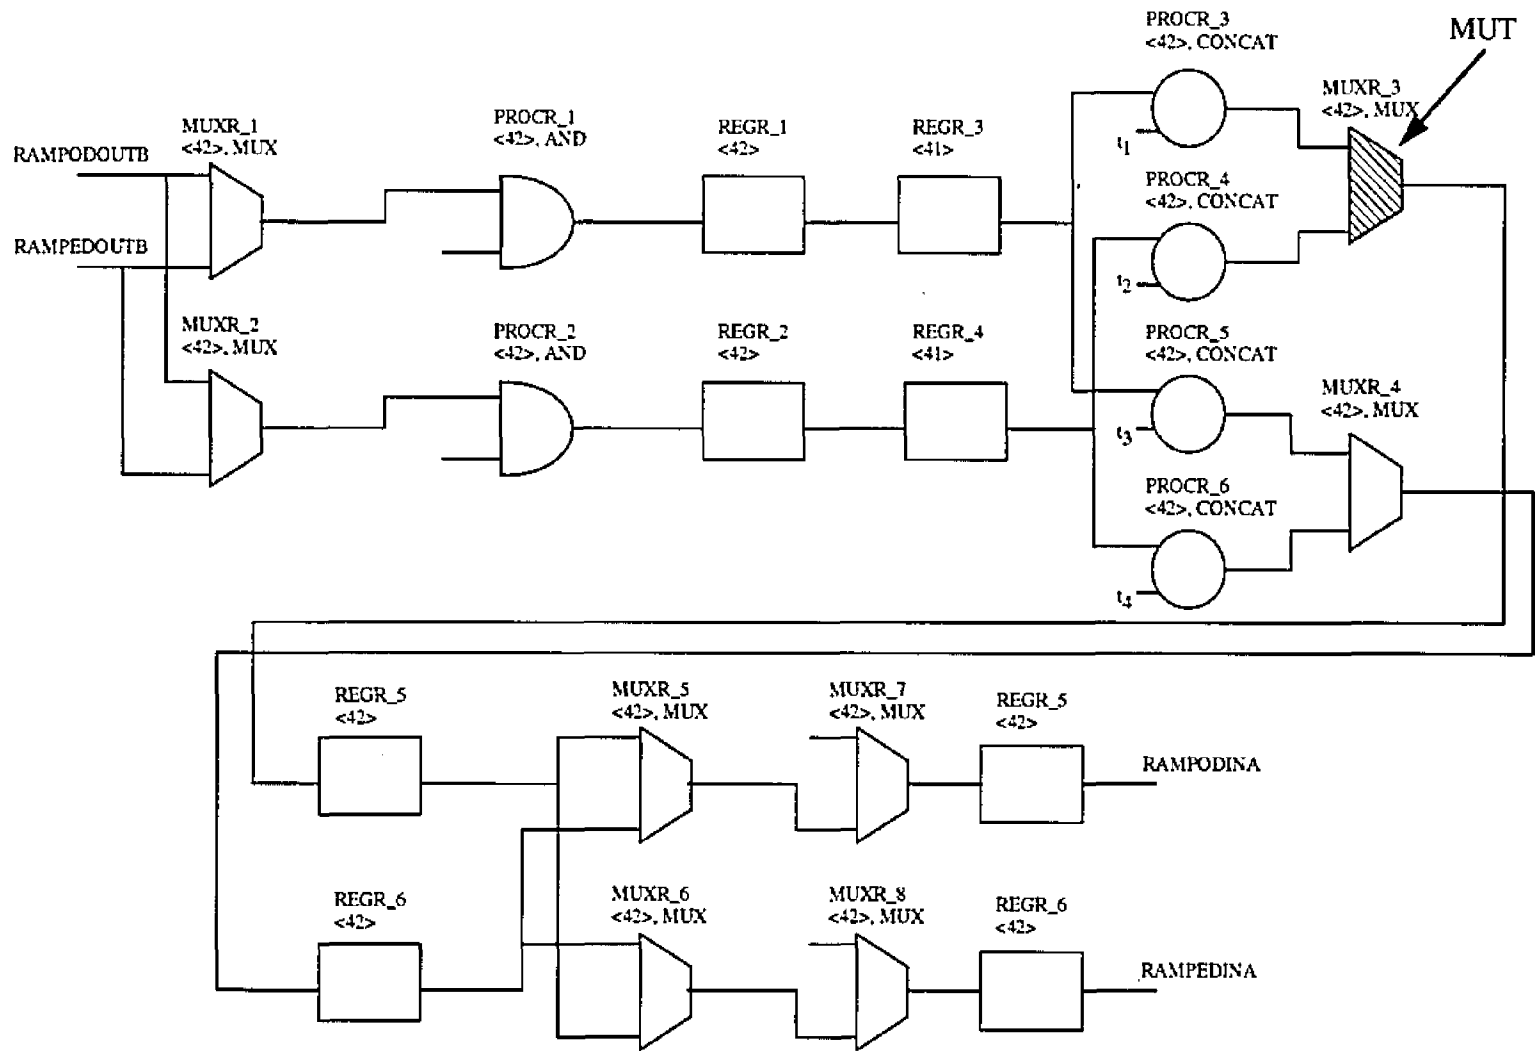 PROCR_3
<42>, CONCAT
MUT
MUXR_3
<42>, MUX
MUXR_1
<42>, MUX
PROCR_1
<42>, AND
REGR_1
<42>
REGR_3
<41>
RAMPODOUTB
t1
PROCR_4
<42>, CONCAT
RAMPEDOUTB
t2
MUXR_2
<42>, MUX
PROCR_2
<42>, AND
REGR_2
<42>
REGR_4
<41>
PROCR_5
<42>, CONCAT
MUXR_4
<42>, MUX
t3
PROCR_6
<42>, CONCAT
t4
REGR_5
<42>
MUXR_5
<42>, MUX
MUXR_7
<42>, MUX
REGR_5
<42>
RAMPODINA
REGR_6
<42>
MUXR_6
<42>, MUX
MUXR_8
<42>, MUX
REGR_6
<42>
RAMPEDINA